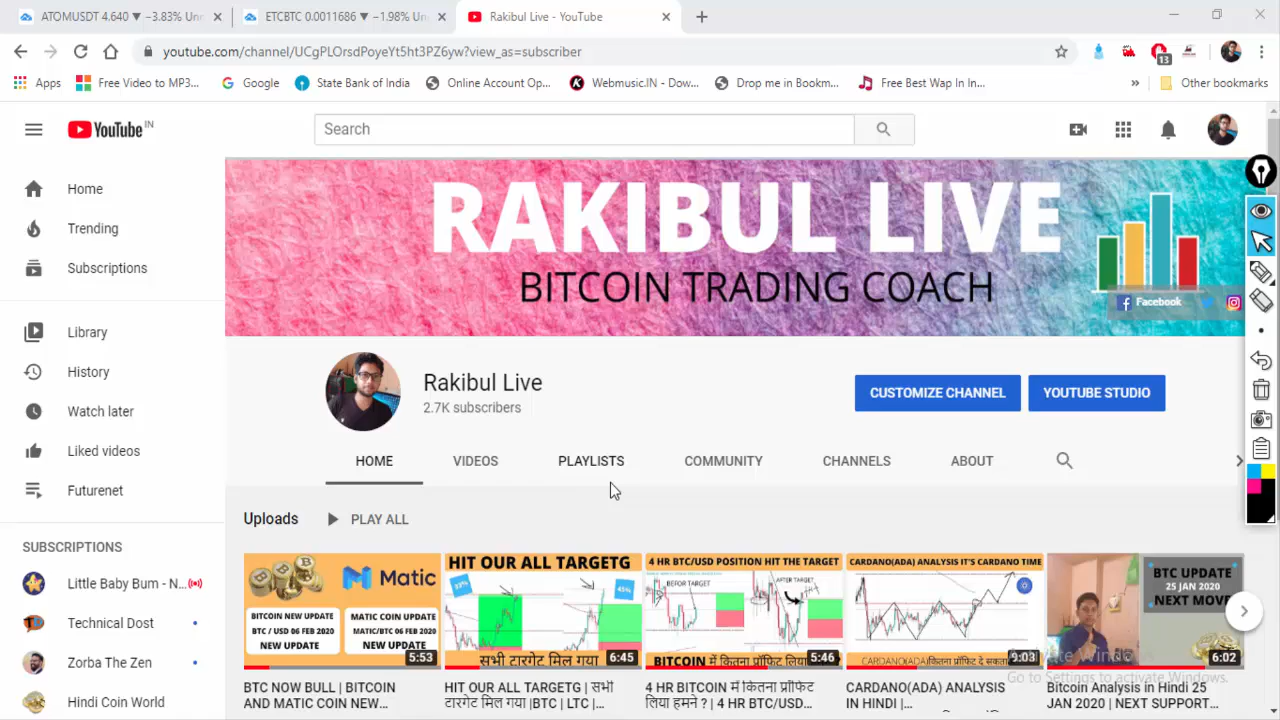 ATOMUSDT 4.640 ▼ −3.83% Unr
ETCBTC 0.0011686 ▼ −1.98% Un
Rakibul Live - YouTube
youtube.com/channel/UCgPLOrsdPoyeYt5ht3PZ6yw?view_as=subscriber
13
Apps
Free Video to MP3...
Google
State Bank of India
Online Account Op...
Webmusic.IN - Dow...
Drop me in Bookm...
Free Best Wap In In...
»
Other bookmarks
YouTube IN
Search
Home
Trending
Subscriptions
Library
History
Watch later
Liked videos
Futurenet
SUBSCRIPTIONS
Little Baby Bum - N...
Technical Dost
Zorba The Zen
Hindi Coin World
RAKIBUL LIVE
BITCOIN TRADING COACH
Facebook
Rakibul Live
2.7K subscribers
CUSTOMIZE CHANNEL
YOUTUBE STUDIO
HOME
VIDEOS
PLAYLISTS
COMMUNITY
CHANNELS
ABOUT
Uploads
PLAY ALL
Matic
BITCOIN NEW UPDATE
BTC / USD 06 FEB 2020
NEW UPDATE
MATIC COIN UPDATE
MATIC/BTC 06 FEB 2020
NEW UPDATE
5:53
BTC NOW BULL | BITCOIN
AND MATIC COIN NEW...
HIT OUR ALL TARGETG
45%
सभी टारगेट मिल गया
6:45
HIT OUR ALL TARGETG | सभी
टारगेट मिल गया |BTC | LTC |...
4 HR BTC/USD POSITION HIT THE TARGET
BEFOR TARGET
AFTER TARGET
BITCOIN में कितना प्रॉफिट लिया
5:46
4 HR BITCOIN में कितना प्रॉफिट
लिया हमने ? | 4 HR BTC/USD...
CARDANO(ADA) ANALYSIS IT'S CARDANO TIME
CARDANO(ADA)कितना प्रॉफिट दे सकता
9:03
CARDANO(ADA) ANALYSIS
IN HINDI |...
BTC UPDATE
25 JAN 2020
NEXT MOVE
6:02
Bitcoin Analysis in Hindi 25
JAN 2020 | NEXT SUPPORT...
Activate Windows
Go to Settings to activate Windows.